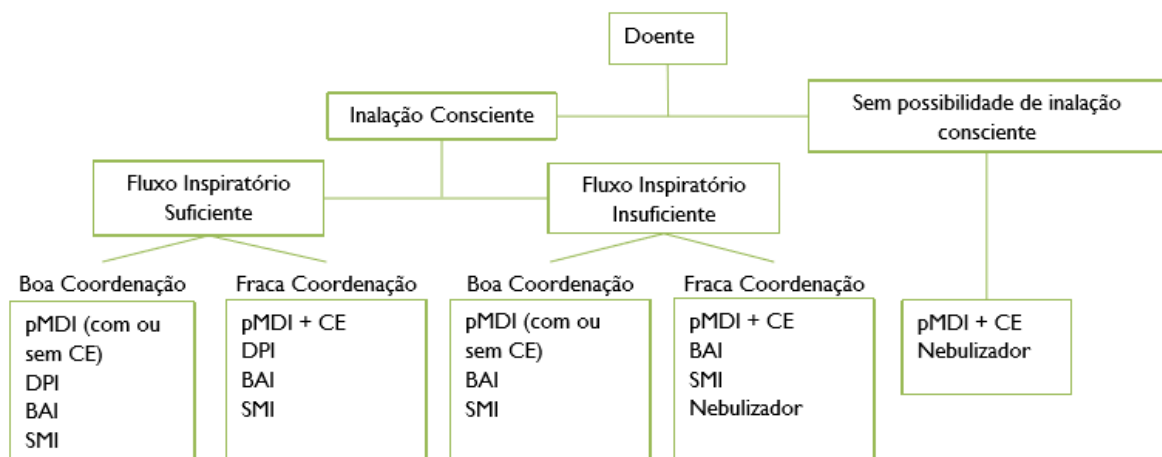 Doente
Inalação Consciente
Sem possibilidade de inalação
consciente
Fluxo Inspiratório
Suficiente
Fluxo Inspiratório
Insuficiente
Boa Coordenação
pMDI (com ou
sem CE)
DPI
BAI
SMI
Fraca Coordenação
pMDI + CE
DPI
BAI
SMI
Boa Coordenação
pMDI (com ou
sem CE)
BAI
SMI
Fraca Coordenação
pMDI + CE
BAI
SMI
Nebulizador
pMDI + CE
Nebulizador